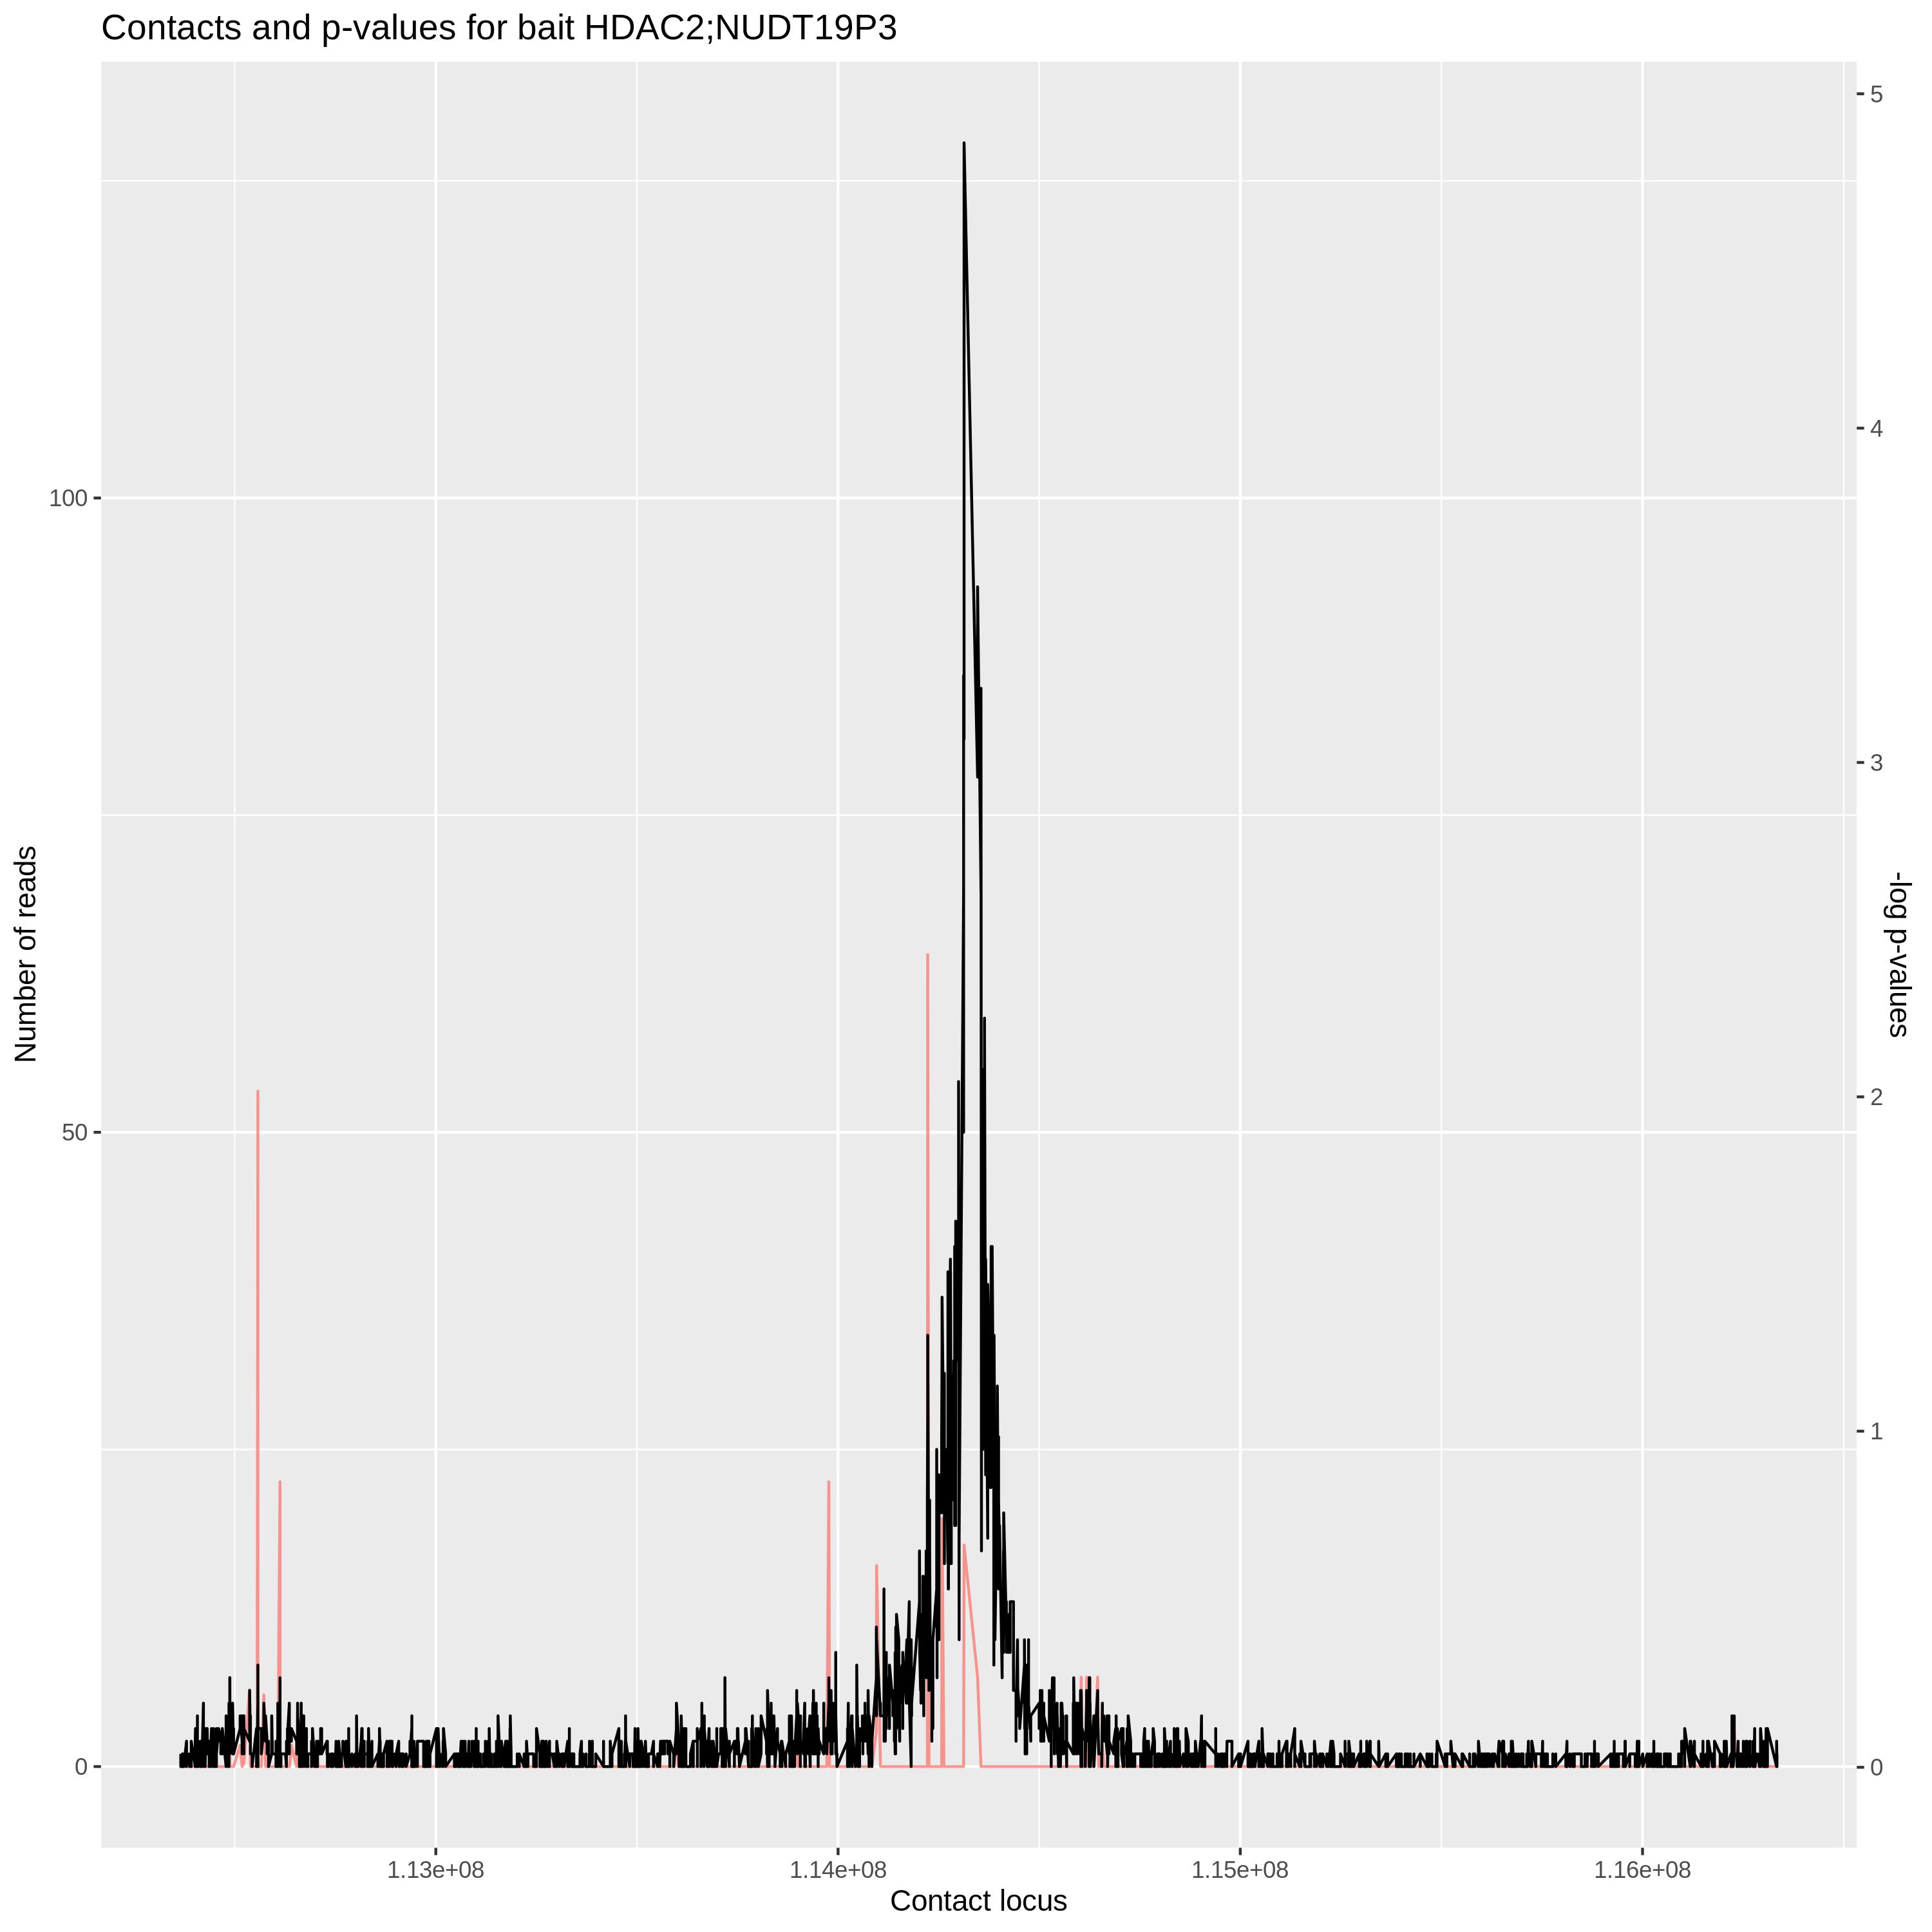 Contacts and p-values for bait HDAC2;NUDT19P3
5
4
100
3
Number of reads
-log p-values
2
50
1
0
0
1.13e+08
1.14e+08
1.15e+08
1.16e+08
Contact locus